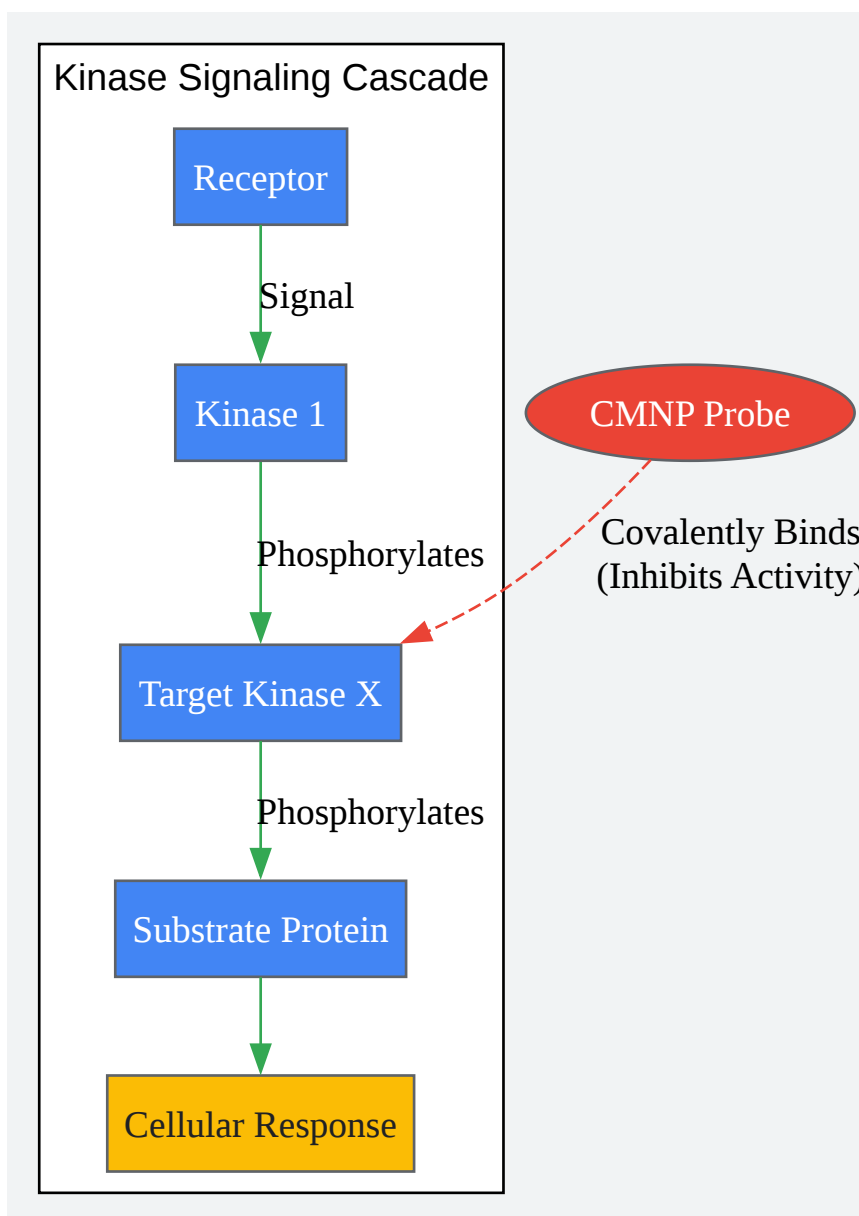 Kinase Signaling Cascade
Receptor
Signal
Kinase 1
CMNP Probe
Covalently Binds
(Inhibits Activity)
Phosphorylates
Target Kinase X
Phosphorylates
Substrate Protein
Cellular Response